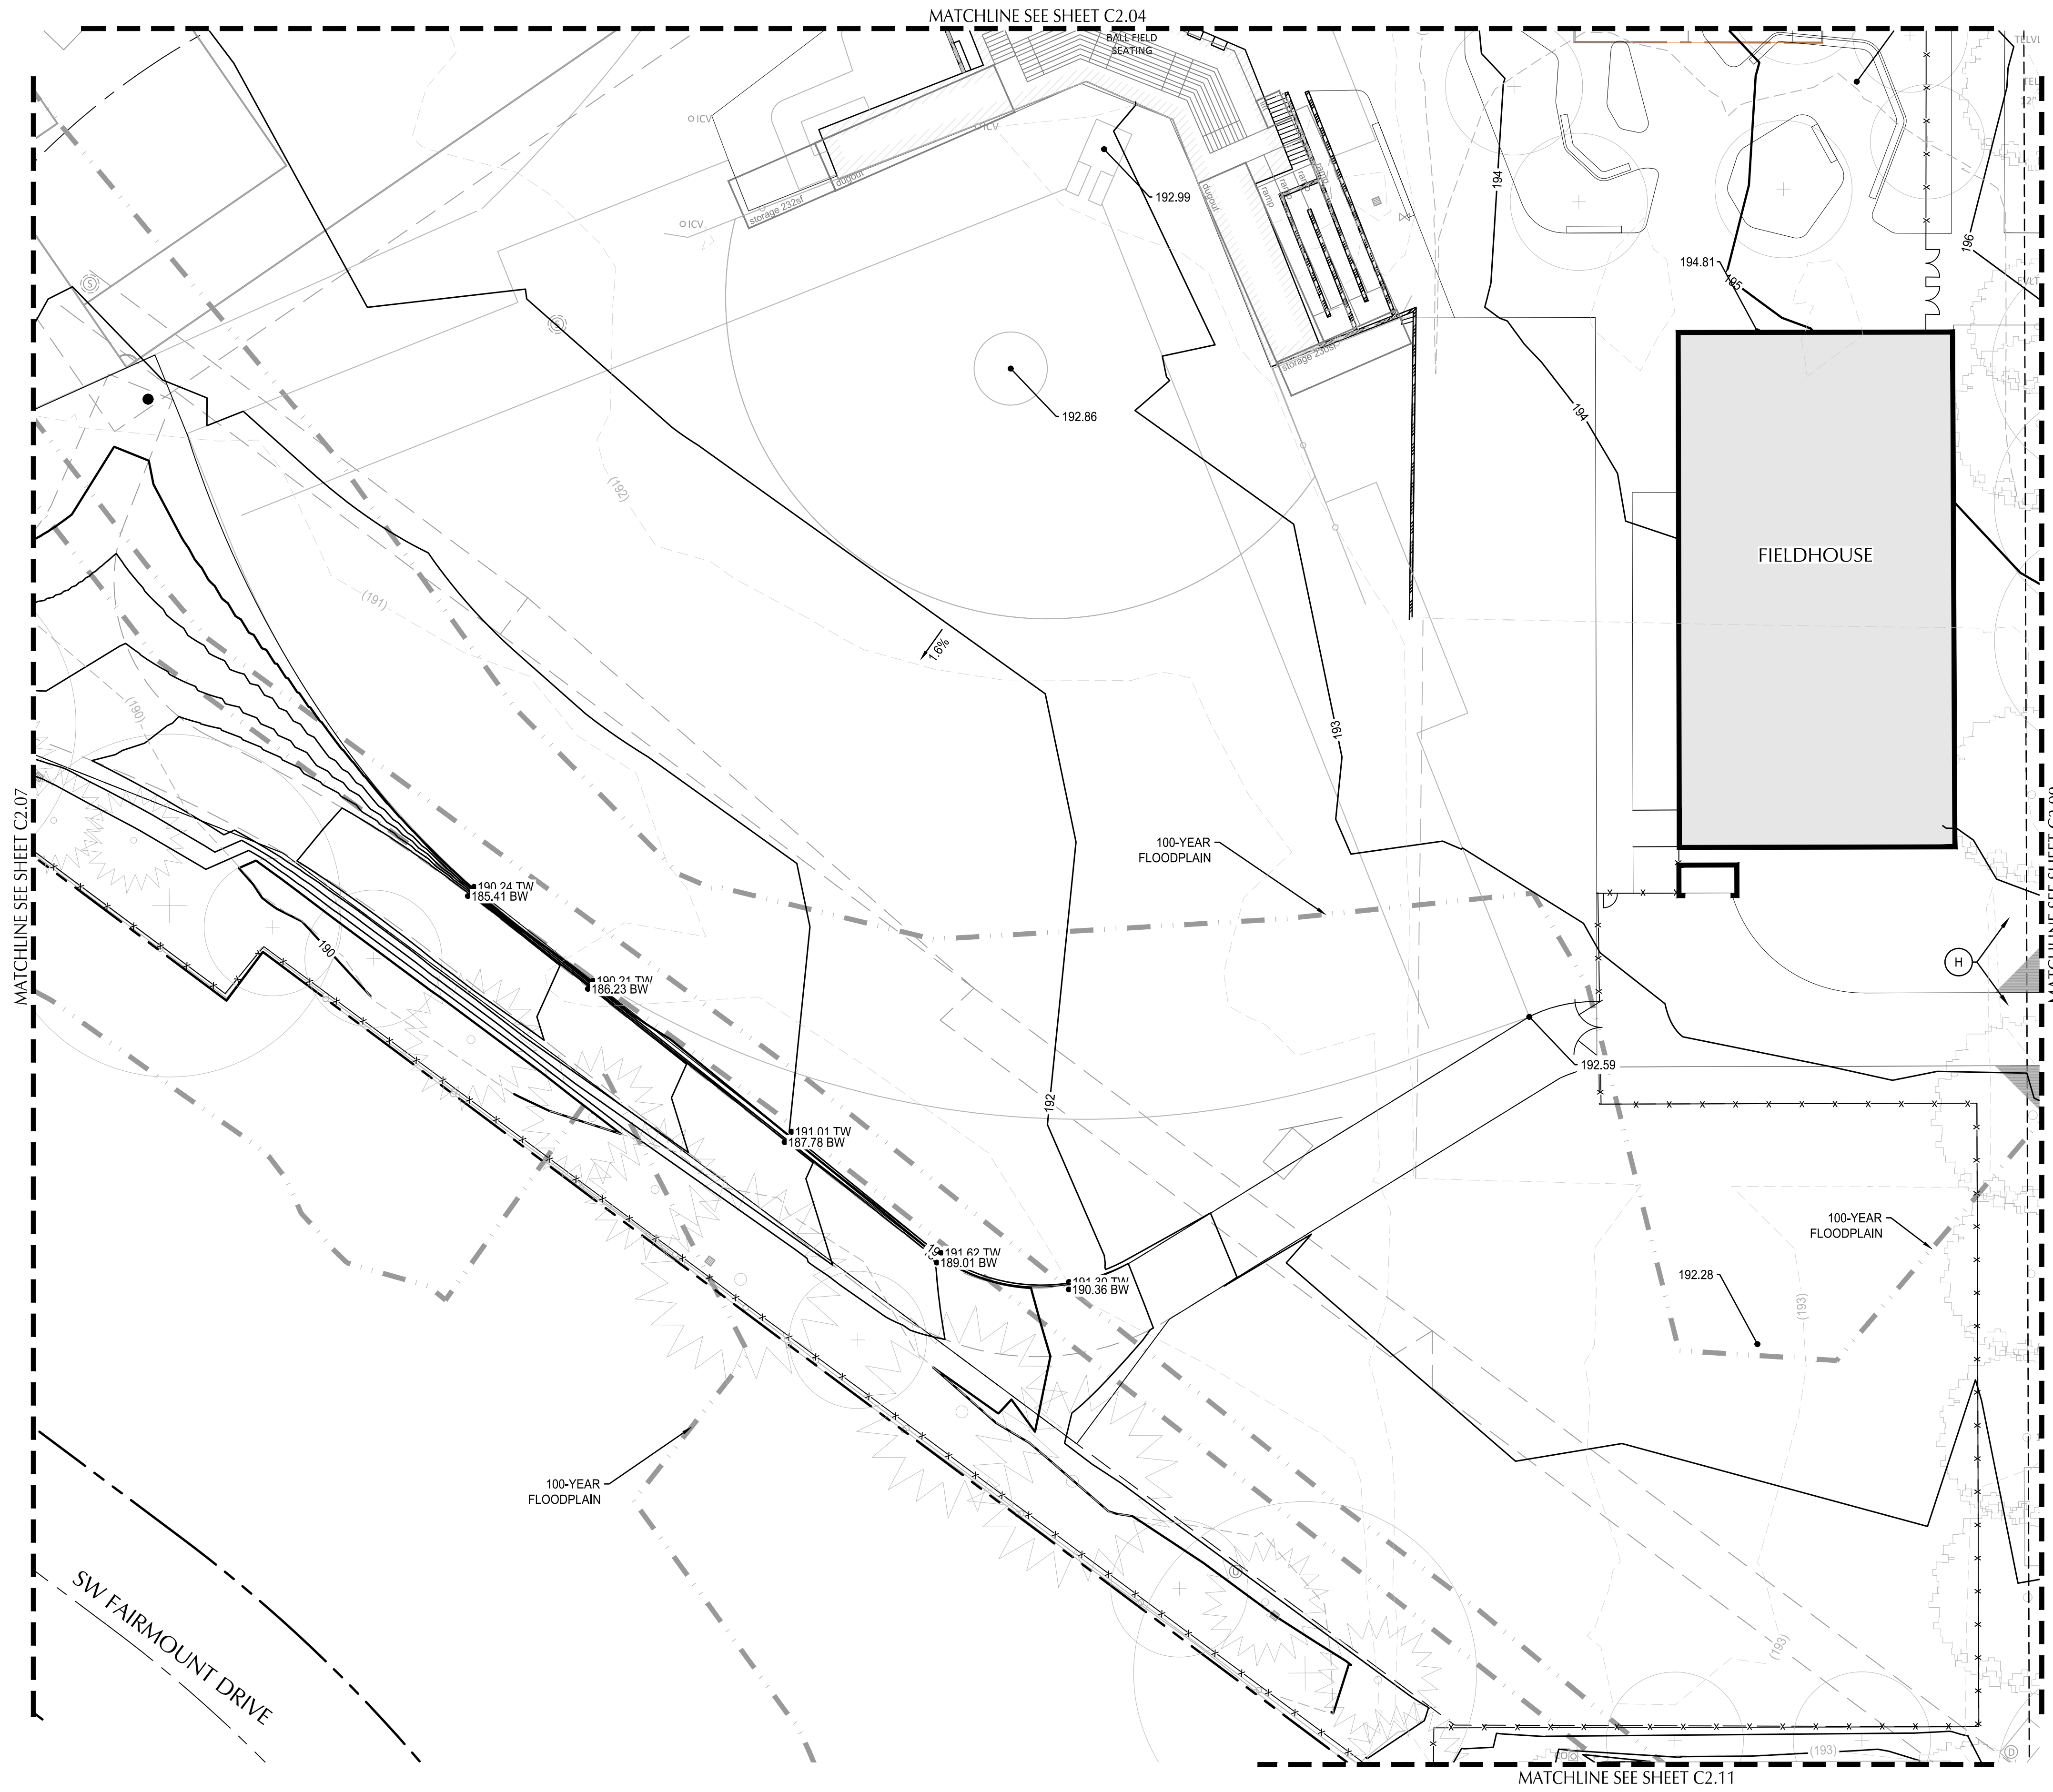 MATCHLINE SEE SHEET C2.04
BALL FIELD
SEATING
ICV
ICV
ICV
dugout
storage 232sf
dugout
ramp
ramp
ramp
ramp
storage 230sf
192.99
192.86
194
194
194.81
195
196
S
(192)
(191)
(190)
1.6%
193
FIELDHOUSE
MATCHLINE SEE SHEET C2.07
100-YEAR
FLOODPLAIN
190.24 TW
185.41 BW
190
190.21 TW
186.23 BW
H
192.59
192
191.01 TW
187.78 BW
191.62 TW
189.01 BW
191.30 TW
190.36 BW
100-YEAR
FLOODPLAIN
192.28
(193)
100-YEAR
FLOODPLAIN
SW FAIRMOUNT DRIVE
U
(193)
(193)
D
MATCHLINE SEE SHEET C2.11